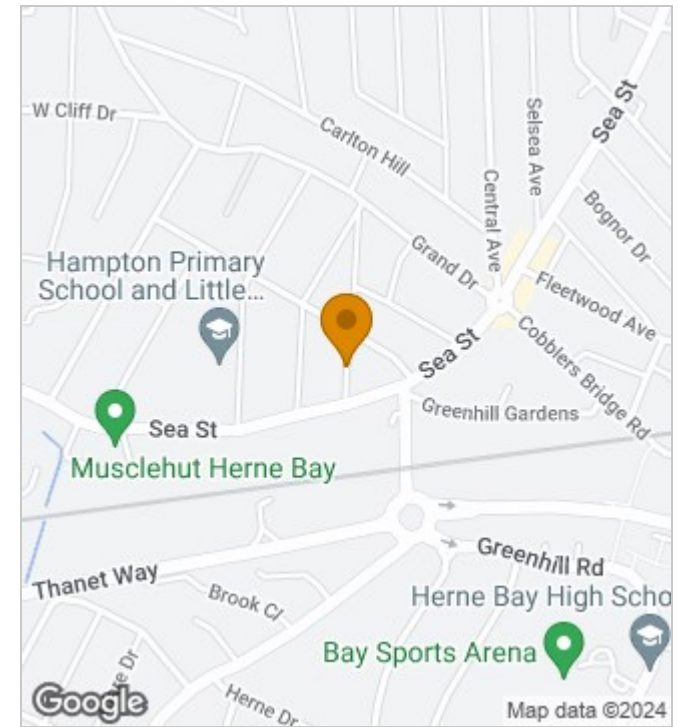 W Cliff Dr
Carlton Hill
Central Ave
Selsea Ave
Sea St
Bognor Dr
Grand Dr
Fleetwood Ave
Hampton Primary
School and Little...
Cobblers Bridge Rd
Sea St
Greenhill Gardens
Sea St
Musclehut Herne Bay
Thanet Way
Greenhill Rd
Brook Cl
Herne Bay High Scho
Bay Sports Arena
Dr
Herne Dr
Google
Map data ©2024